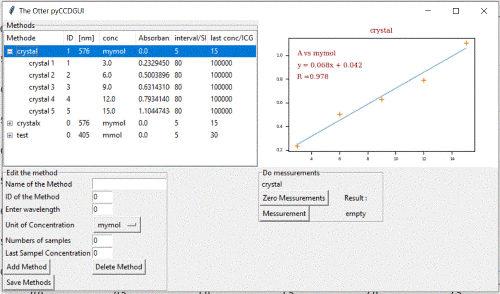 The Otter pyCCDGUI
Methods
Methode ID [nm] conc Absorban interval/SI last conc/ICG
crystal 1 576 mymol 0.0 5 15
crystal 1 1 3.0 0.2329450 80 100000
crystal 2 2 6.0 0.5003896 80 100000
crystal 3 3 9.0 0.6314310 80 100000
crystal 4 4 12.0 0.7934140 80 100000
crystal 5 5 15.0 1.1044743 80 100000
crystalx 0 576 mymol 0.0 5 15
test 0 405 mmol 0.0 5 30
crystal
A vs mymol
y = 0.068x + 0.042
R =0.978
1.0
0.8
0.6
0.4
0.2
4 6 8 10 12 14
Edit the method
Name of the Method
ID of the Method 0
Enter wavelength 0
Unit of Concentration mymol
Numbers of samples 0
Last Sampel Concentration 0
Add Method Delete Method
Save Methods
Do messurements
crystal
Zero Messurements Result :
Messurement empty